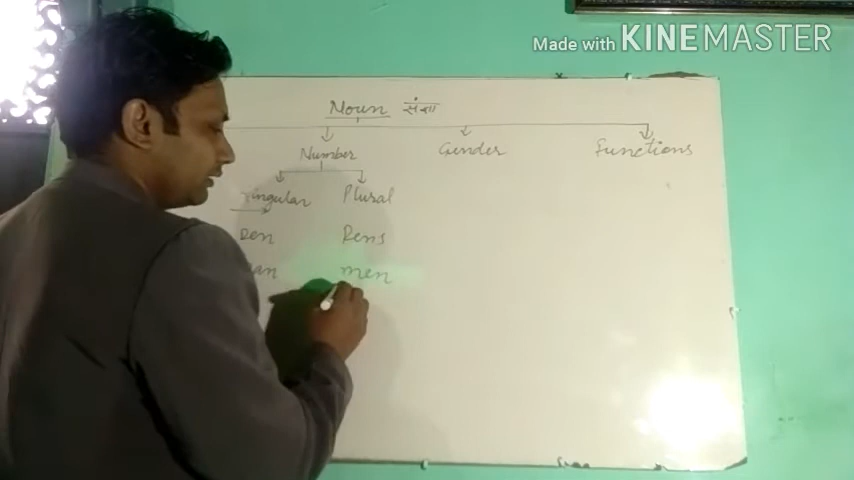 Made with KINEMASTER
Noun संज्ञा
Number Gender Functions
Singular Plural
Pen Pens
man men